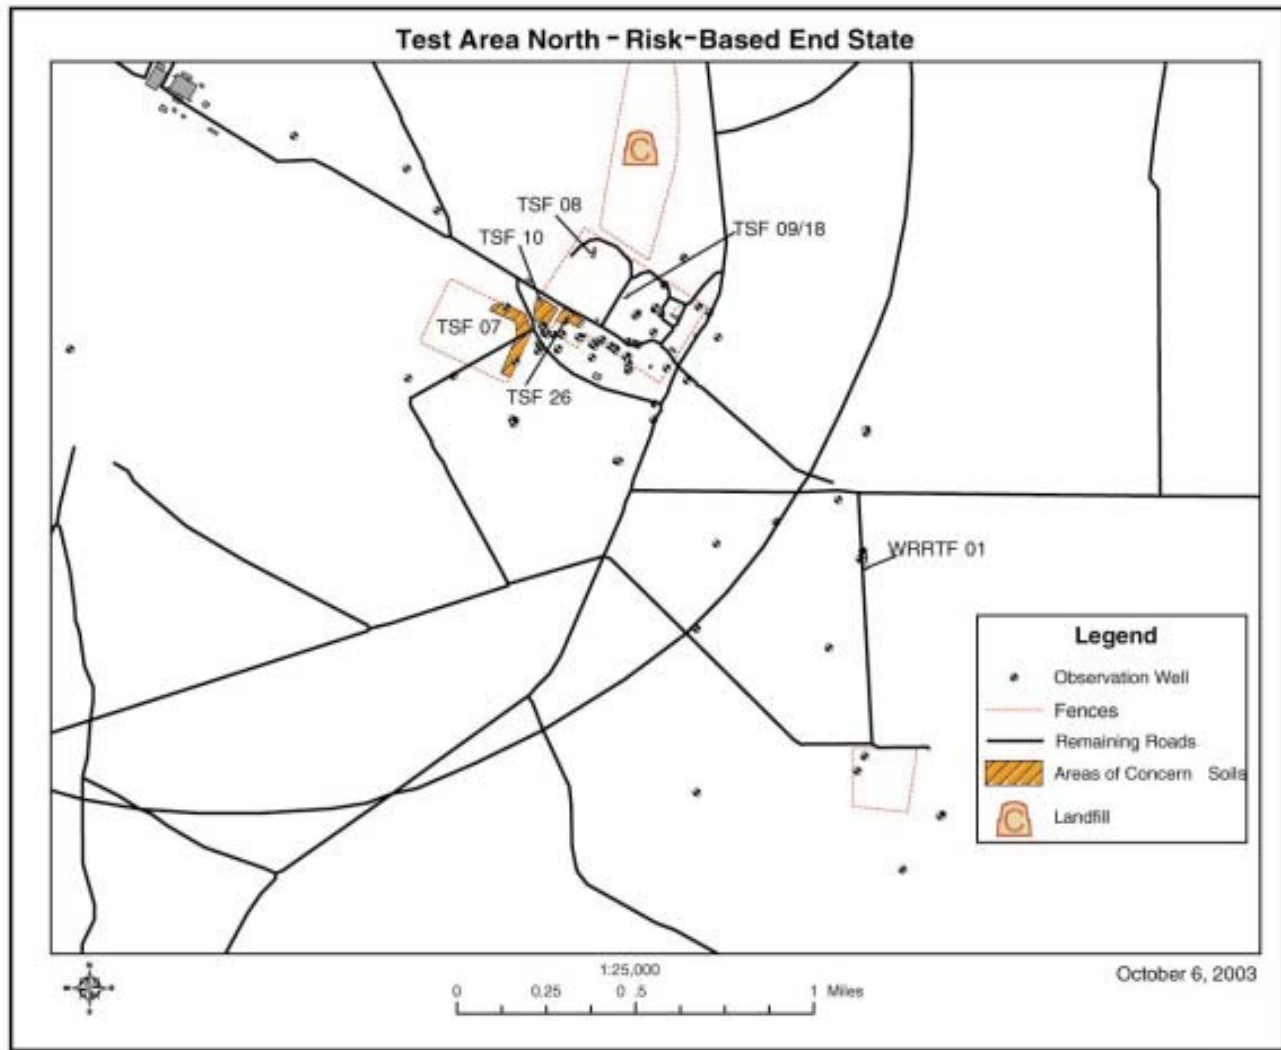 Test Area North – Risk-Based End State
C
TSF 08
TSF 10
TSF 09/18
TSF 07
TSF 26
WRRTF 01
Legend
Observation Well
Fences
Remaining Roads
Areas of Concern Soils
C Landfill
1:25,000
0 0.25 0 .5 1 Miles
October 6, 2003